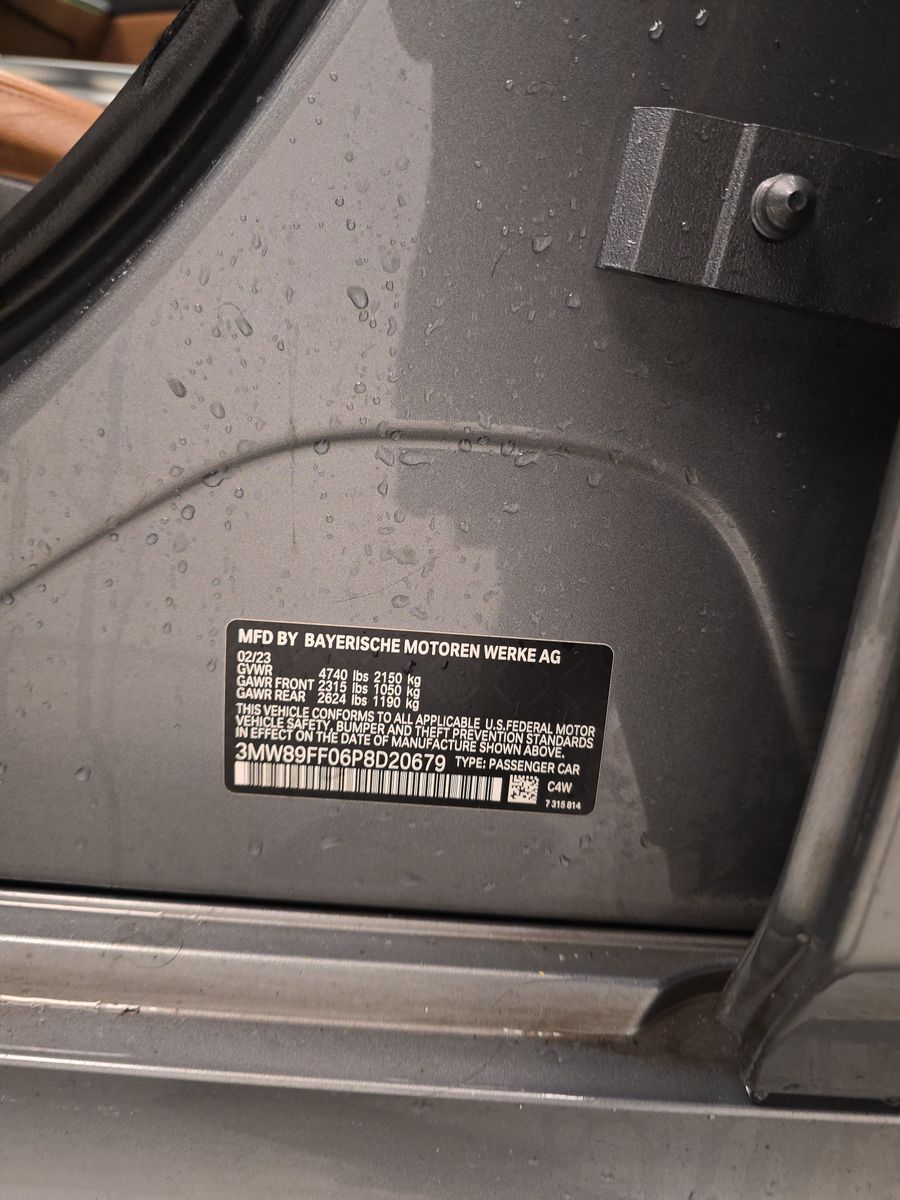 MFD BY BAYERISCHE MOTOREN WERKE AG
02/23
GVWR 4740 lbs 2150 kg
GAWR FRONT 2315 lbs 1050 kg
GAWR REAR 2624 lbs 1190 kg
THIS VEHICLE CONFORMS TO ALL APPLICABLE U.S.FEDERAL MOTOR
VEHICLE SAFETY, BUMPER AND THEFT PREVENTION STANDARDS
IN EFFECT ON THE DATE OF MANUFACTURE SHOWN ABOVE.
3MW89FF06P8D20679 TYPE: PASSENGER CAR
C4W
7 315 814